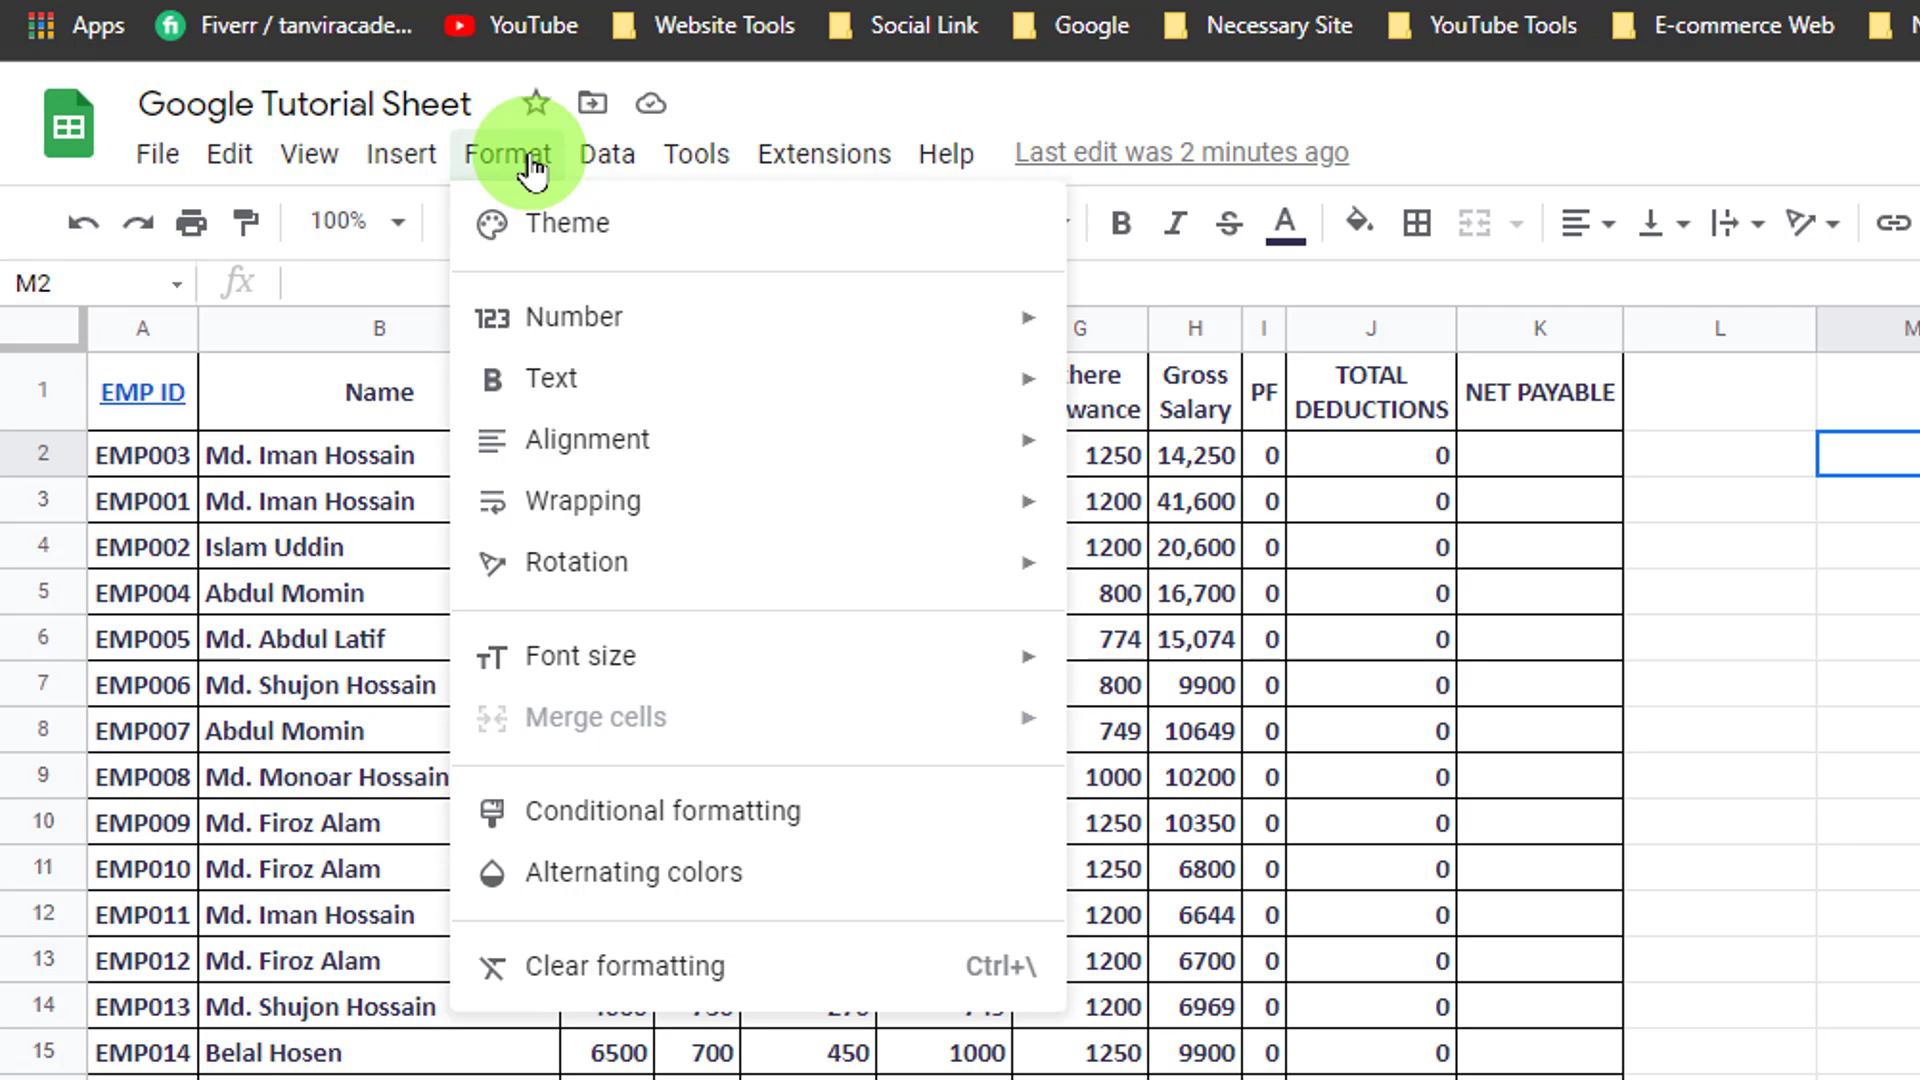 Apps Fiverr / tanviracade... YouTube Website Tools Social Link Google Necessary Site YouTube Tools E-commerce Web
Google Tutorial Sheet
File Edit View Insert Format Data Tools Extensions Help Last edit was 2 minutes ago
100% B I S A
M2 fx
Theme
123 Number
B Text
Alignment
Wrapping
Rotation
Font size
Merge cells
Conditional formatting
Alternating colors
Clear formatting Ctrl+\
A B G H I J K L M
1 EMP ID Name here wance Gross Salary PF TOTAL DEDUCTIONS NET PAYABLE
2 EMP003 Md. Iman Hossain 1250 14,250 0 0
3 EMP001 Md. Iman Hossain 1200 41,600 0 0
4 EMP002 Islam Uddin 1200 20,600 0 0
5 EMP004 Abdul Momin 800 16,700 0 0
6 EMP005 Md. Abdul Latif 774 15,074 0 0
7 EMP006 Md. Shujon Hossain 800 9900 0 0
8 EMP007 Abdul Momin 749 10649 0 0
9 EMP008 Md. Monoar Hossain 1000 10200 0 0
10 EMP009 Md. Firoz Alam 1250 10350 0 0
11 EMP010 Md. Firoz Alam 1250 6800 0 0
12 EMP011 Md. Iman Hossain 1200 6644 0 0
13 EMP012 Md. Firoz Alam 1200 6700 0 0
14 EMP013 Md. Shujon Hossain 1200 6969 0 0
15 EMP014 Belal Hosen 6500 700 450 1000 1250 9900 0 0